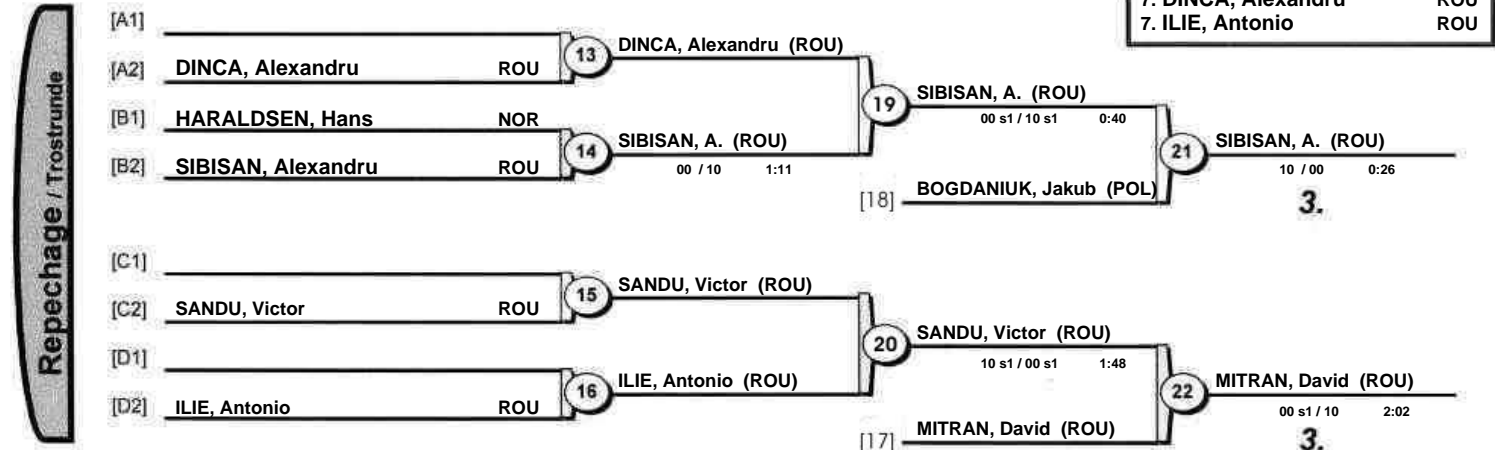 7. DINCA, Alexandru ROU
7. ILIE, Antonio ROU
Repechage / Trostrunde
[A1]
[A2] DINCA, Alexandru ROU
13 DINCA, Alexandru (ROU)
[B1] HARALDSEN, Hans NOR
[B2] SIBISAN, Alexandru ROU
14 SIBISAN, A. (ROU)
00 / 10 1:11
19 SIBISAN, A. (ROU)
00 s1 / 10 s1 0:40
[18] BOGDANIUK, Jakub (POL)
21 SIBISAN, A. (ROU)
10 / 00 0:26
3.
[C1]
[C2] SANDU, Victor ROU
15 SANDU, Victor (ROU)
[D1]
[D2] ILIE, Antonio ROU
16 ILIE, Antonio (ROU)
20 SANDU, Victor (ROU)
10 s1 / 00 s1 1:48
[17] MITRAN, David (ROU)
22 MITRAN, David (ROU)
00 s1 / 10 2:02
3.